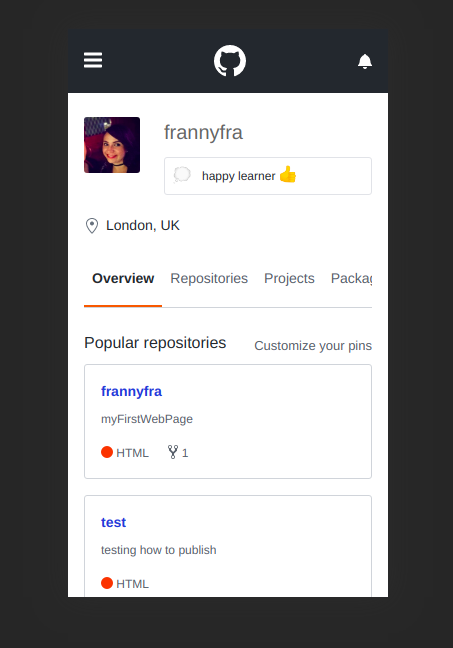 frannyfra
happy learner 👍
London, UK
Overview Repositories Projects Packag
Popular repositories Customize your pins
frannyfra
myFirstWebPage
HTML 1
test
testing how to publish
HTML